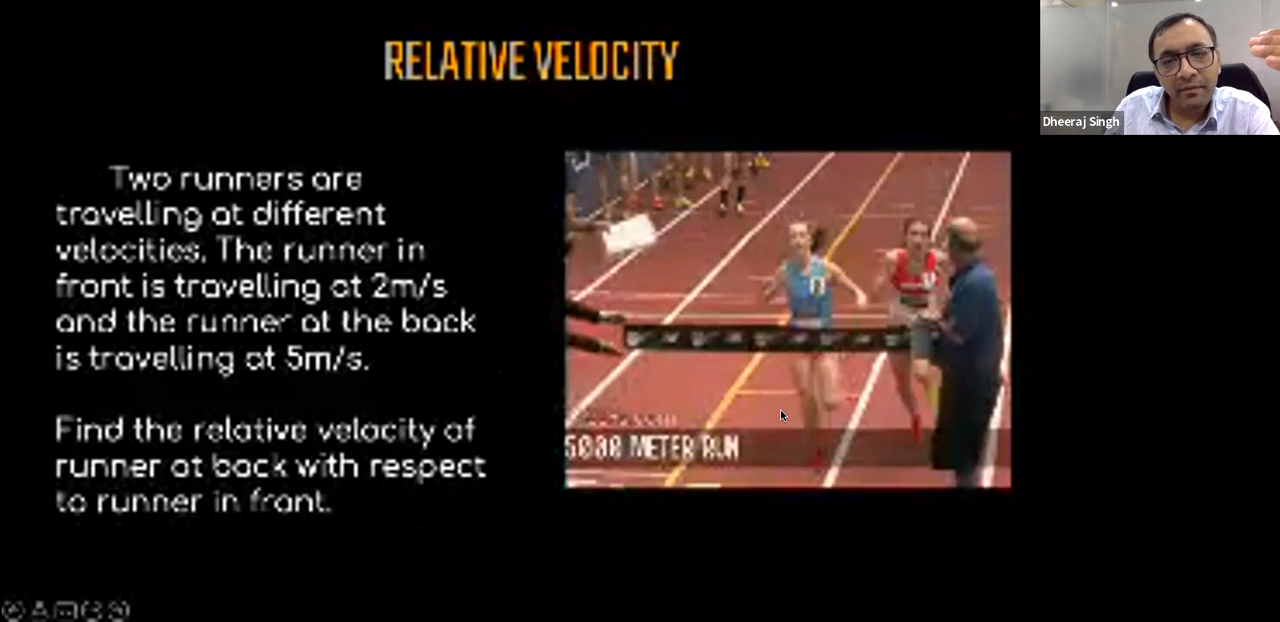 RELATIVE VELOCITY
Dheeraj Singh
Two runners are
travelling at different
velocities. The runner in
front is travelling at 2m/s
and the runner at the back
is travelling at 5m/s.
Find the relative velocity of
runner at back with respect
to runner in front.
5000 METER RUN